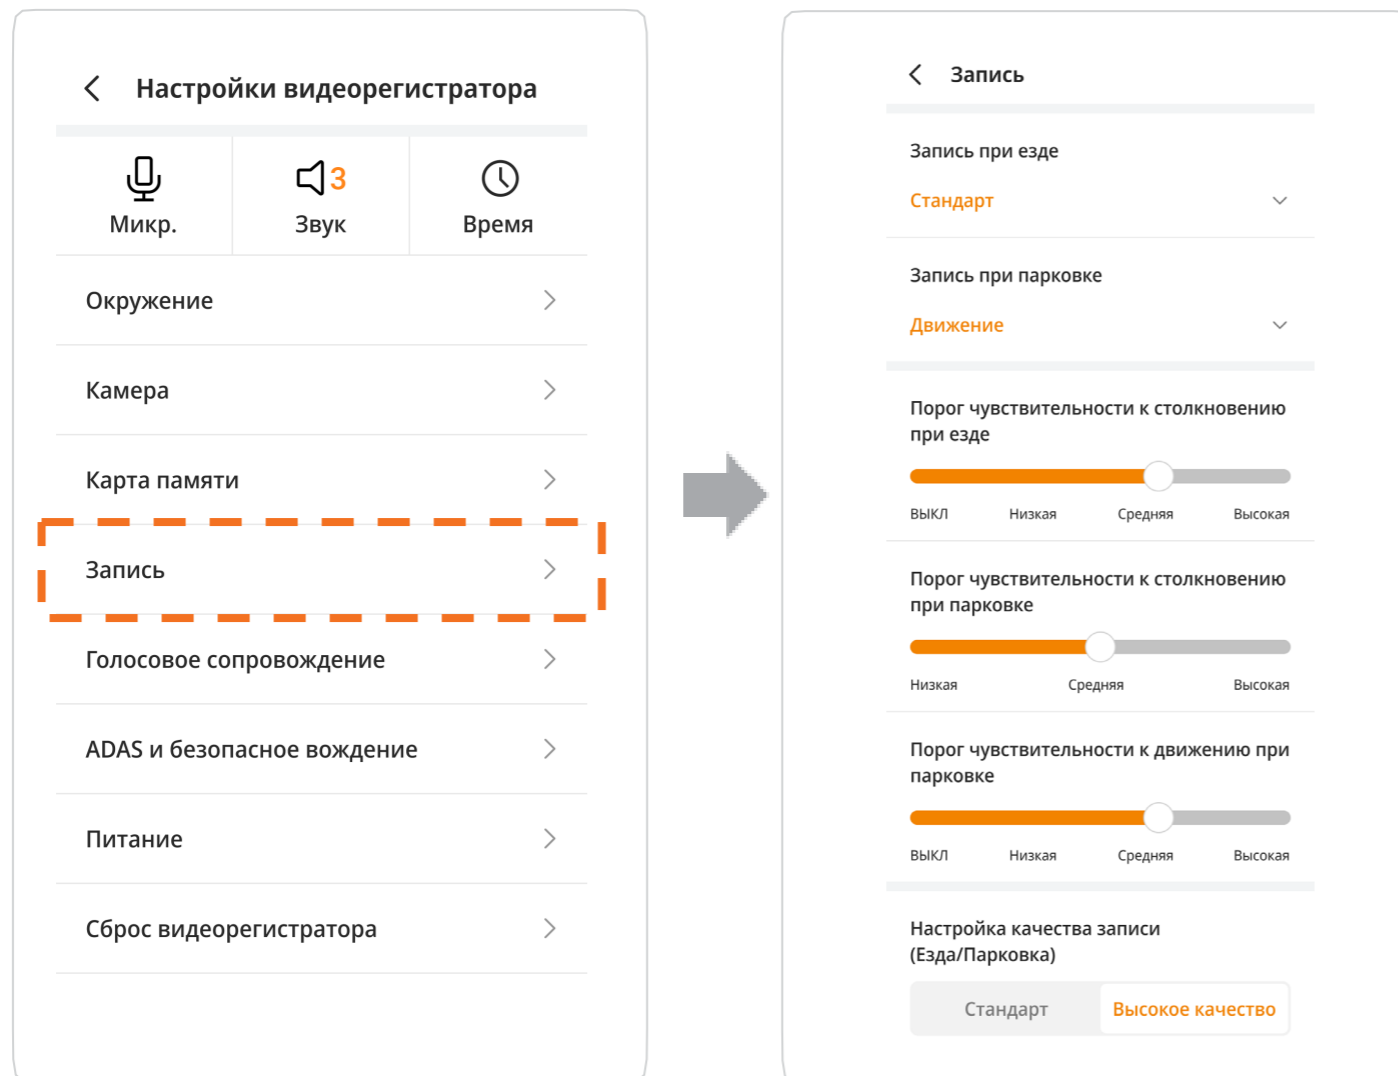 Настройки видеорегистратора
3
Микр.
Звук
Время
Окружение
Камера
Карта памяти
Запись
Голосовое сопровождение
ADAS и безопасное вождение
Питание
Сброс видеорегистратора
Запись
Запись при езде
Стандарт
Запись при парковке
Движение
Порог чувствительности к столкновению
при езде
ВЫКЛ Низкая Средняя Высокая
Порог чувствительности к столкновению
при парковке
Низкая Средняя Высокая
Порог чувствительности к движению при
парковке
ВЫКЛ Низкая Средняя Высокая
Настройка качества записи
(Езда/Парковка)
Стандарт Высокое качество